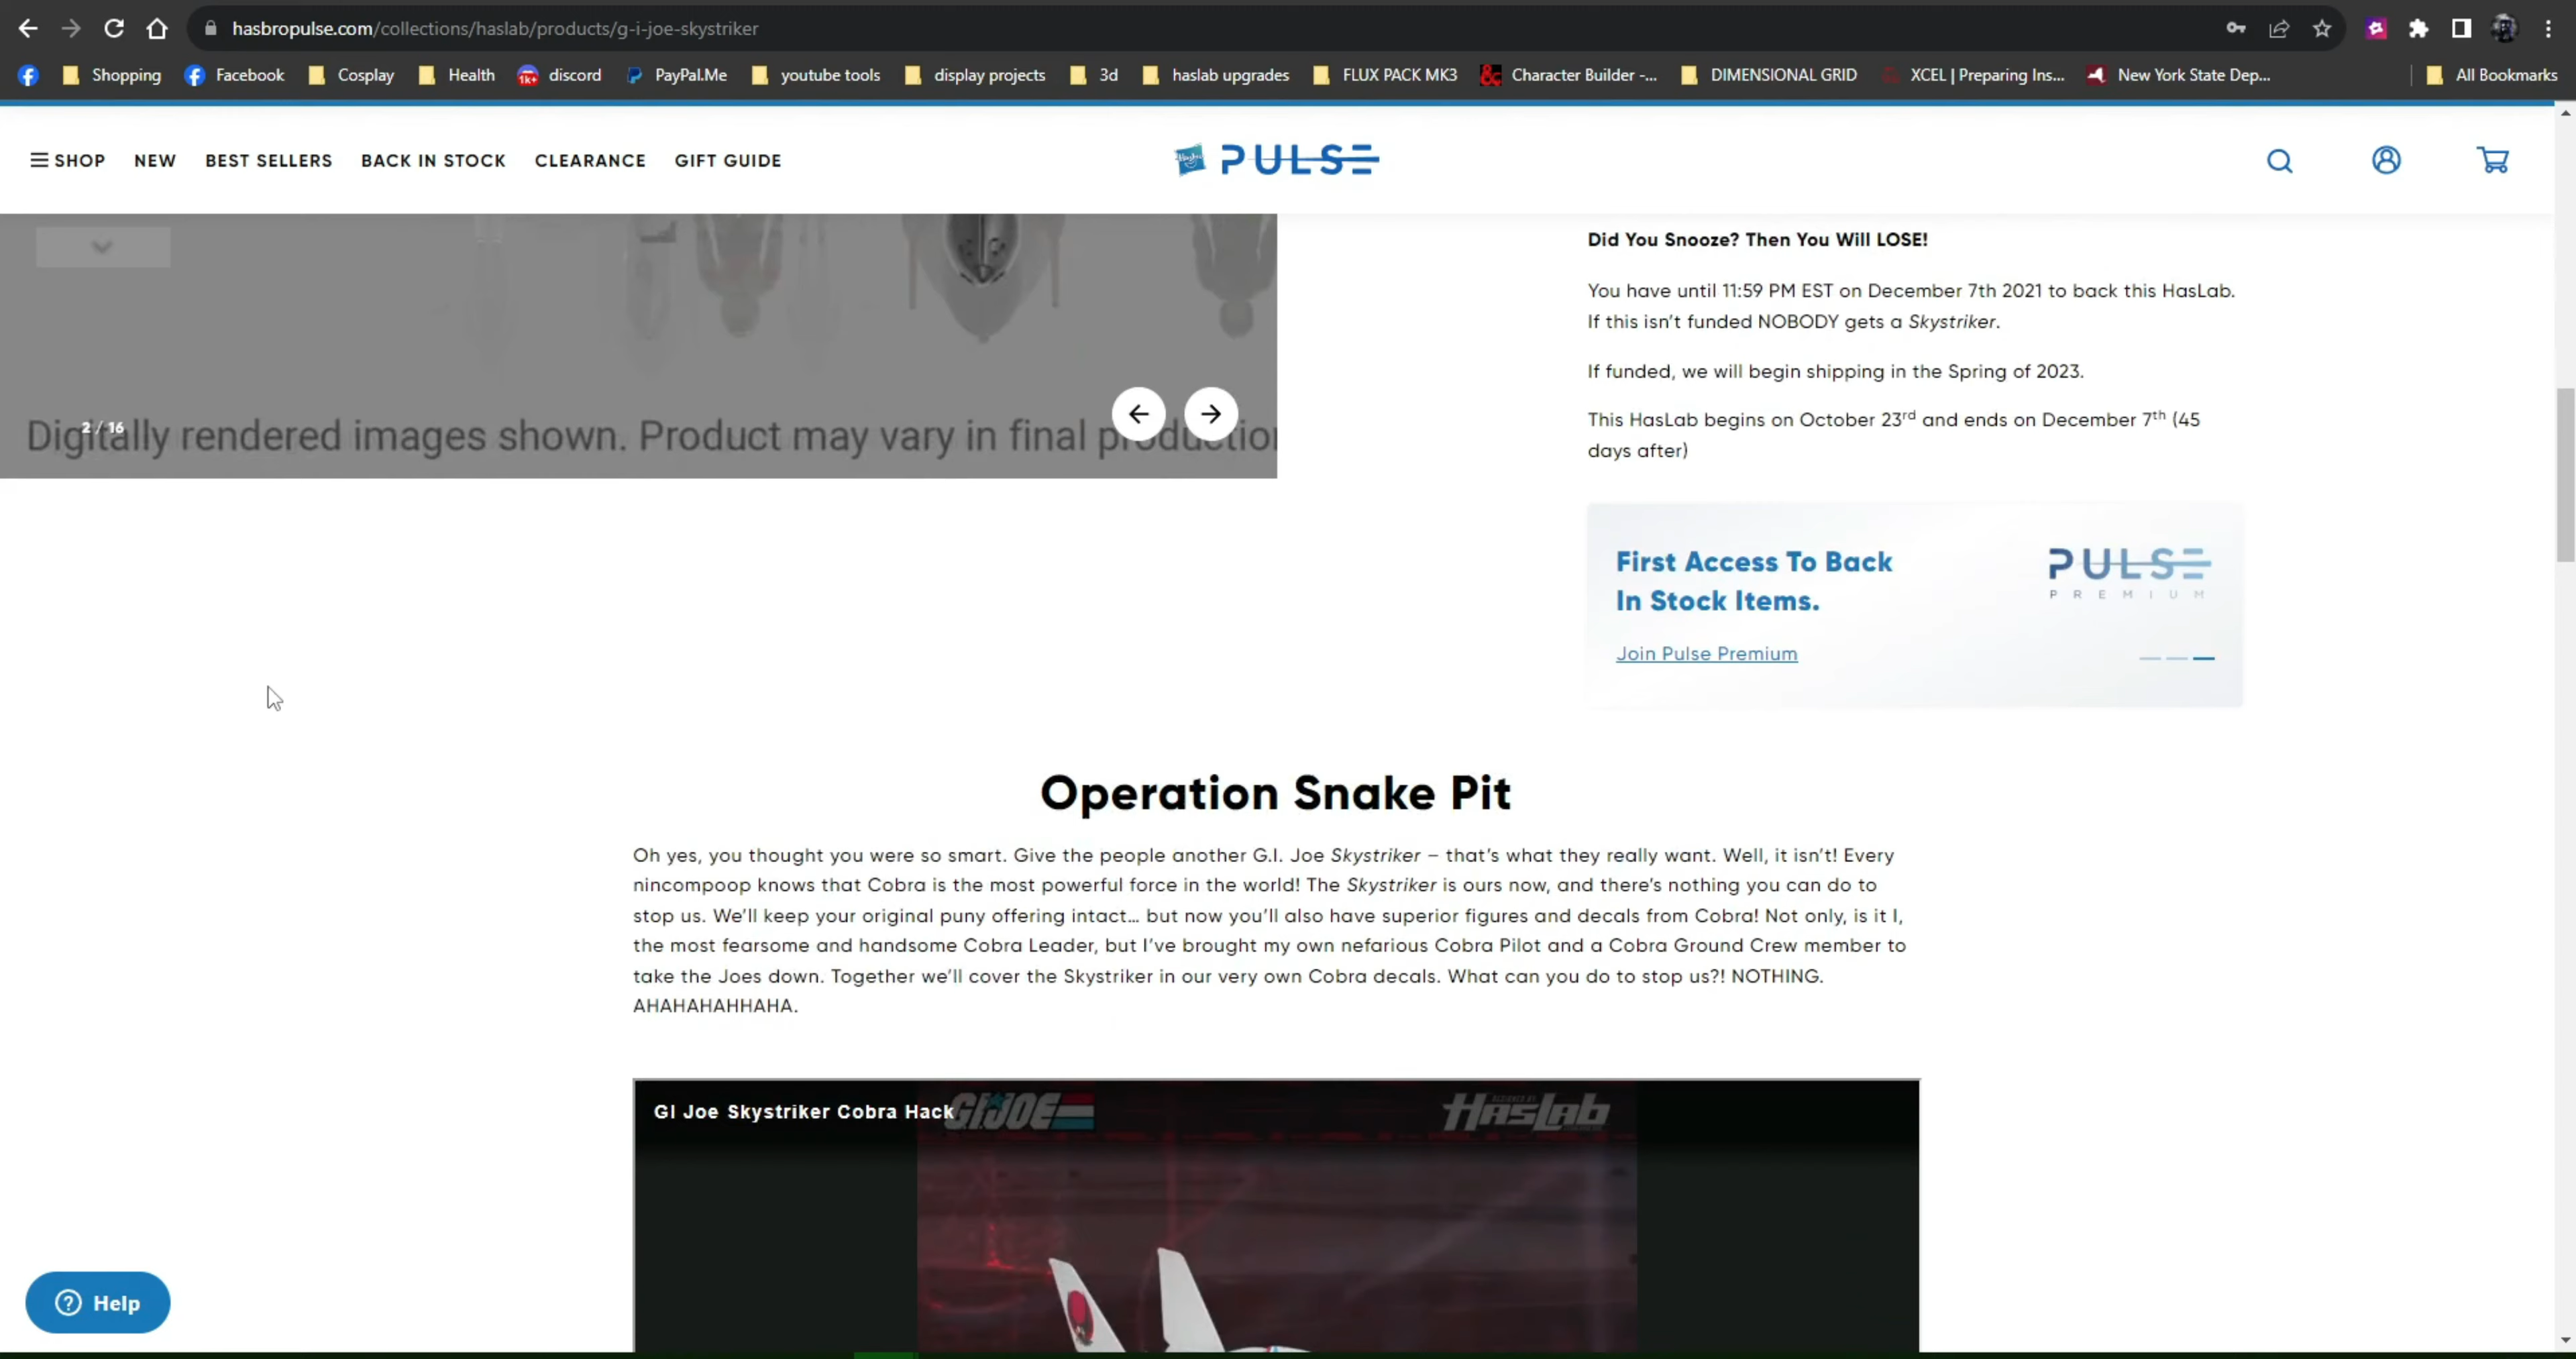 hasbropulse.com/collections/haslab/products/g-i-joe-skystriker
Shopping Facebook Cosplay Health 1K+ discord PayPal.Me youtube tools display projects 3d haslab upgrades FLUX PACK MK3 Character Builder -... DIMENSIONAL GRID XCEL | Preparing Ins... New York State Dep... All Bookmarks
SHOP NEW BEST SELLERS BACK IN STOCK CLEARANCE GIFT GUIDE
Hasbro PULSE
2 / 16
Digitally rendered images shown. Product may vary in final production
Did You Snooze? Then You Will LOSE!
You have until 11:59 PM EST on December 7th 2021 to back this HasLab.
If this isn't funded NOBODY gets a Skystriker.
If funded, we will begin shipping in the Spring of 2023.
This HasLab begins on October 23rd and ends on December 7th (45
days after)
First Access To Back
In Stock Items.
Join Pulse Premium
PULSE
PREMIUM
Operation Snake Pit
Oh yes, you thought you were so smart. Give the people another G.I. Joe Skystriker – that's what they really want. Well, it isn't! Every
nincompoop knows that Cobra is the most powerful force in the world! The Skystriker is ours now, and there's nothing you can do to
stop us. We'll keep your original puny offering intact... but now you'll also have superior figures and decals from Cobra! Not only, is it I,
the most fearsome and handsome Cobra Leader, but I've brought my own nefarious Cobra Pilot and a Cobra Ground Crew member to
take the Joes down. Together we'll cover the Skystriker in our very own Cobra decals. What can you do to stop us?! NOTHING.
AHAHAHAHHAHA.
GI Joe Skystriker Cobra Hack
GIJOE
HASLAB
Help